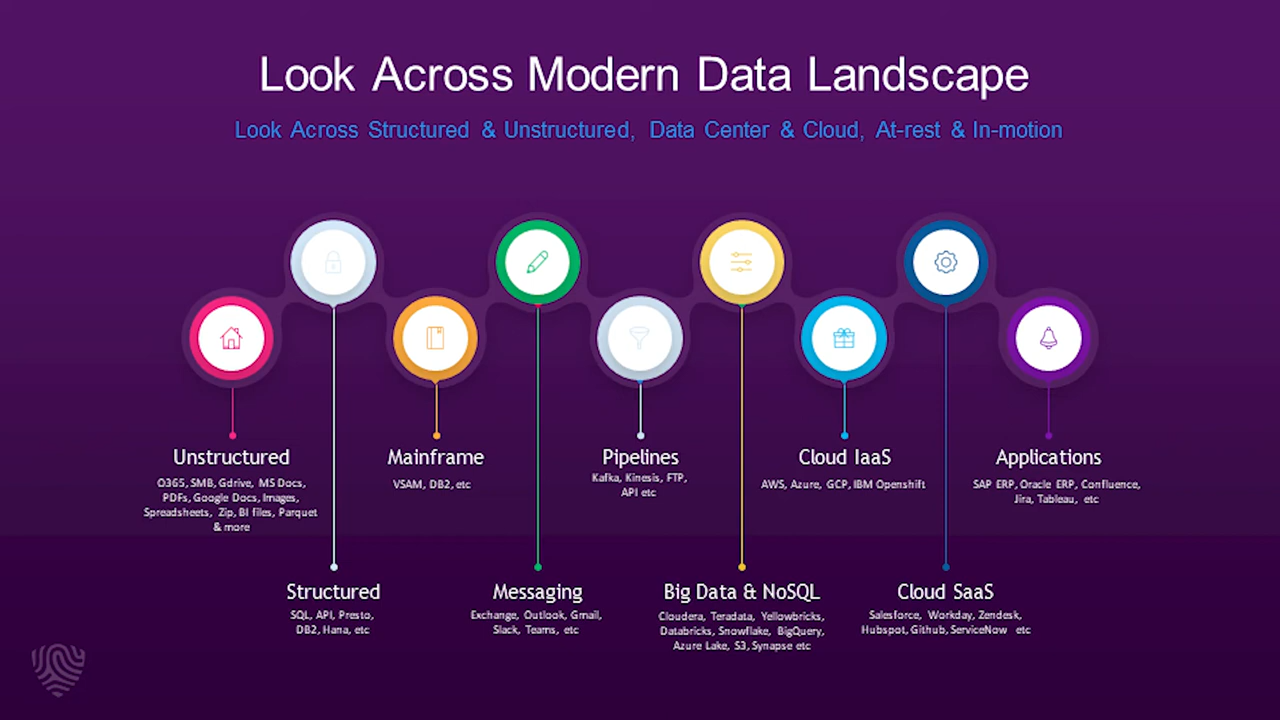 Look Across Modern Data Landscape
Look Across Structured & Unstructured, Data Center & Cloud, At-rest & In-motion
Unstructured
O365, SMB, Gdrive, MS Docs,
PDFs, Google Docs, Images,
Spreadsheets, Zip, BI files, Parquet
& more
Structured
SQL, API, Presto,
DB2, Hana, etc
Mainframe
VSAM, DB2, etc
Messaging
Exchange, Outlook, Gmail,
Slack, Teams, etc
Pipelines
Kafka, Kinesis, FTP,
API etc
Big Data & NoSQL
Cloudera, Teradata, Yellowbricks,
Databricks, Snowflake, BigQuery,
Azure Lake, S3, Synapse etc
Cloud IaaS
AWS, Azure, GCP, IBM Openshift
Cloud SaaS
Salesforce, Workday, Zendesk,
Hubspot, Github, ServiceNow etc
Applications
SAP ERP, Oracle ERP, Confluence,
Jira, Tableau, etc